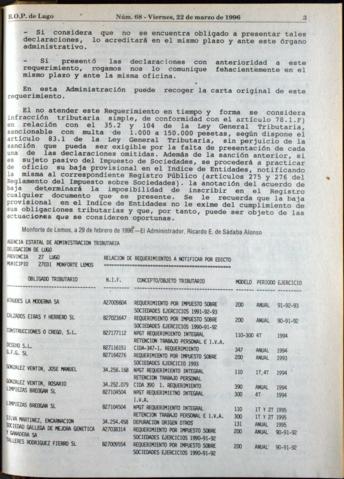 B.O.P. de Lugo
Núm. 68 - Viernes, 22 de marzo de 1996
3
- Si considera que no se encuentra obligado a presentar tales
declaraciones, lo acreditará en el mismo plazo y ante este órgano
administrativo.
- Si presentó las declaraciones con anterioridad a este
requerimiento, rogamos nos lo comunique fehacientemente en el
mismo plazo y ante la misma oficina.
En esta Administración puede recoger la carta original de este
requerimiento.
El no atender este Requerimiento en tiempo y forma se considera
infracción tributaria simple, de conformidad con el artículo 78.1.F)
en relación con el 35.2 y 104 de la Ley General Tributaria,
sancionable con multa de 1.000 a 150.000 pesetas, según dispone el
artículo 83.1 de la Ley General Tributaria, sin perjuicio de la
sanción que pueda ser exigible por la falta de presentación de cada
una de las declaraciones omitidas. Además de la sanción anterior, si
es sujeto pasivo del Impuesto de Sociedades, se procederá a practicar
de oficio su baja provisional en el Indice de Entidades, notificando
la misma al correspondiente Registro Público (artículos 275 y 276 del
Reglamento del Impuesto sobre Sociedades). la anotación del acuerdo de
baja determinará la imposibilidad de inscribir en el Registro
cualquier documento que se presente. Se le recuerda que la baja
provisional en el Indice de Entidades no le exime del cumplimiento de
sus obligaciones tributarias y que, por tanto, puede ser objeto de las
actuaciones que se consideren oportunas.
Monforte de Lemos, a 29 de febrero de 1996.—El Administrador, Ricardo E. de Sádaba Alonso
AGENCIA ESTATAL DE ADMINISTRACION TRIBUTARIA
DELEGACION DE LUGO
PROVINCIA 27 LUGO RELACION DE REQUERIMIENTOS A NOTIFICAR POR EDICTO
MUNICIPIO 27031 MONFORTE LEMOS
OBLIGADO TRIBUTARIO N.I.F. CONCEPTO/OBJETO TRIBUTARIO MODELO PERIODO EJERCICIO
LA MODERNA SA A27005604 REQUERIMIENTO POR IMPUESTO SOBRE 200 ANUAL 91-92-93
SOCIEDADES EJERCICIOS 1991-92-93
CALZADOS EIRAS Y HERRERO SL B27023647 REQUERIMIENTO POR IMPUESTO SOBRE 200 ANUAL 90-91-92
SOCIEDADES EJERCICIOS 1990-91-92
CONSTRUCCIONES O CREGO, S.L. B27177112 NPGT REQUERIMIENTO INTEGRAL 110-300 4T 1994
RETENCION TRABAJO PERSONAL E I.V.A.
S.L. B27116151 CIDA-347-1. REQUERIMIENTO 347 ANUAL 1994
SL B27164276 REQUERIMIENTO POR IMPUESTO SOBRE 200 ANUAL 1993
SOCIEDADES EJERCICIO 1993
GONZALEZ VENTIN, JOSE MANUEL 34.256.168 NPGT REQUERIMIENTO INTEGRAL 110 1T,4T 1994
RETENCION TRABAJO PERSONAL
GONZALEZ VENTIN, ROSARIO 34.252.079 CIDA 390 1. REQUERIMIENTO 390 ANUAL 1994
LIMPIEZAS BREOGAN SL B27104504 NPGT REQUERIMIENTO INTEGRAL 300 4T 1994
I.V.A.
LIMPIEZAS BREOGAN SL B27104504 NPGT REQUERIMIENTO INTEGRAL 110 1T Y 2T 1995
RETENCION TRABAJO PERSONAL E I.V.A. 300 1T Y 2T 1995
SILVA MARTINEZ, ENCARNACION 34.254.458 DEPURACION ORIGEN OTROS 131 ANUAL 1995
SOCIEDAD GALLEGA DE MEJORA GENETICA A27038314 REQUERIMIENTO POR IMPUESTO SOBRE 200 ANUAL 90-91-92
Y GANADERA SA SOCIEDADES EJERCICIOS 1990-91-92
TALLERES RODRIGUEZ FIERRO SL B27009554 REQUERIMIENTO POR IMPUESTO SOBRE 200 ANUAL 90-91-92
SOCIEDADES EJERCICIOS 1990-91-92